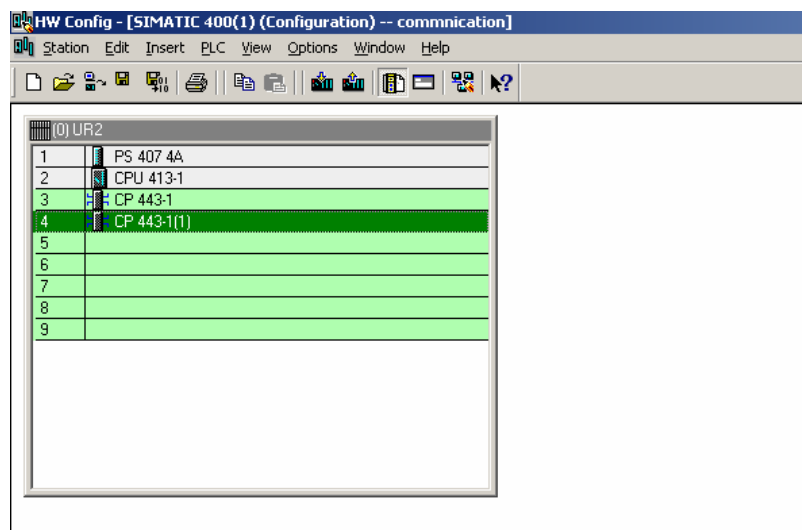 HW Config - [SIMATIC 400(1) (Configuration) -- commnication]
Station Edit Insert PLC View Options Window Help
(0) UR2
1 PS 407 4A
2 CPU 413-1
3 CP 443-1
4 CP 443-1(1)
5
6
7
8
9